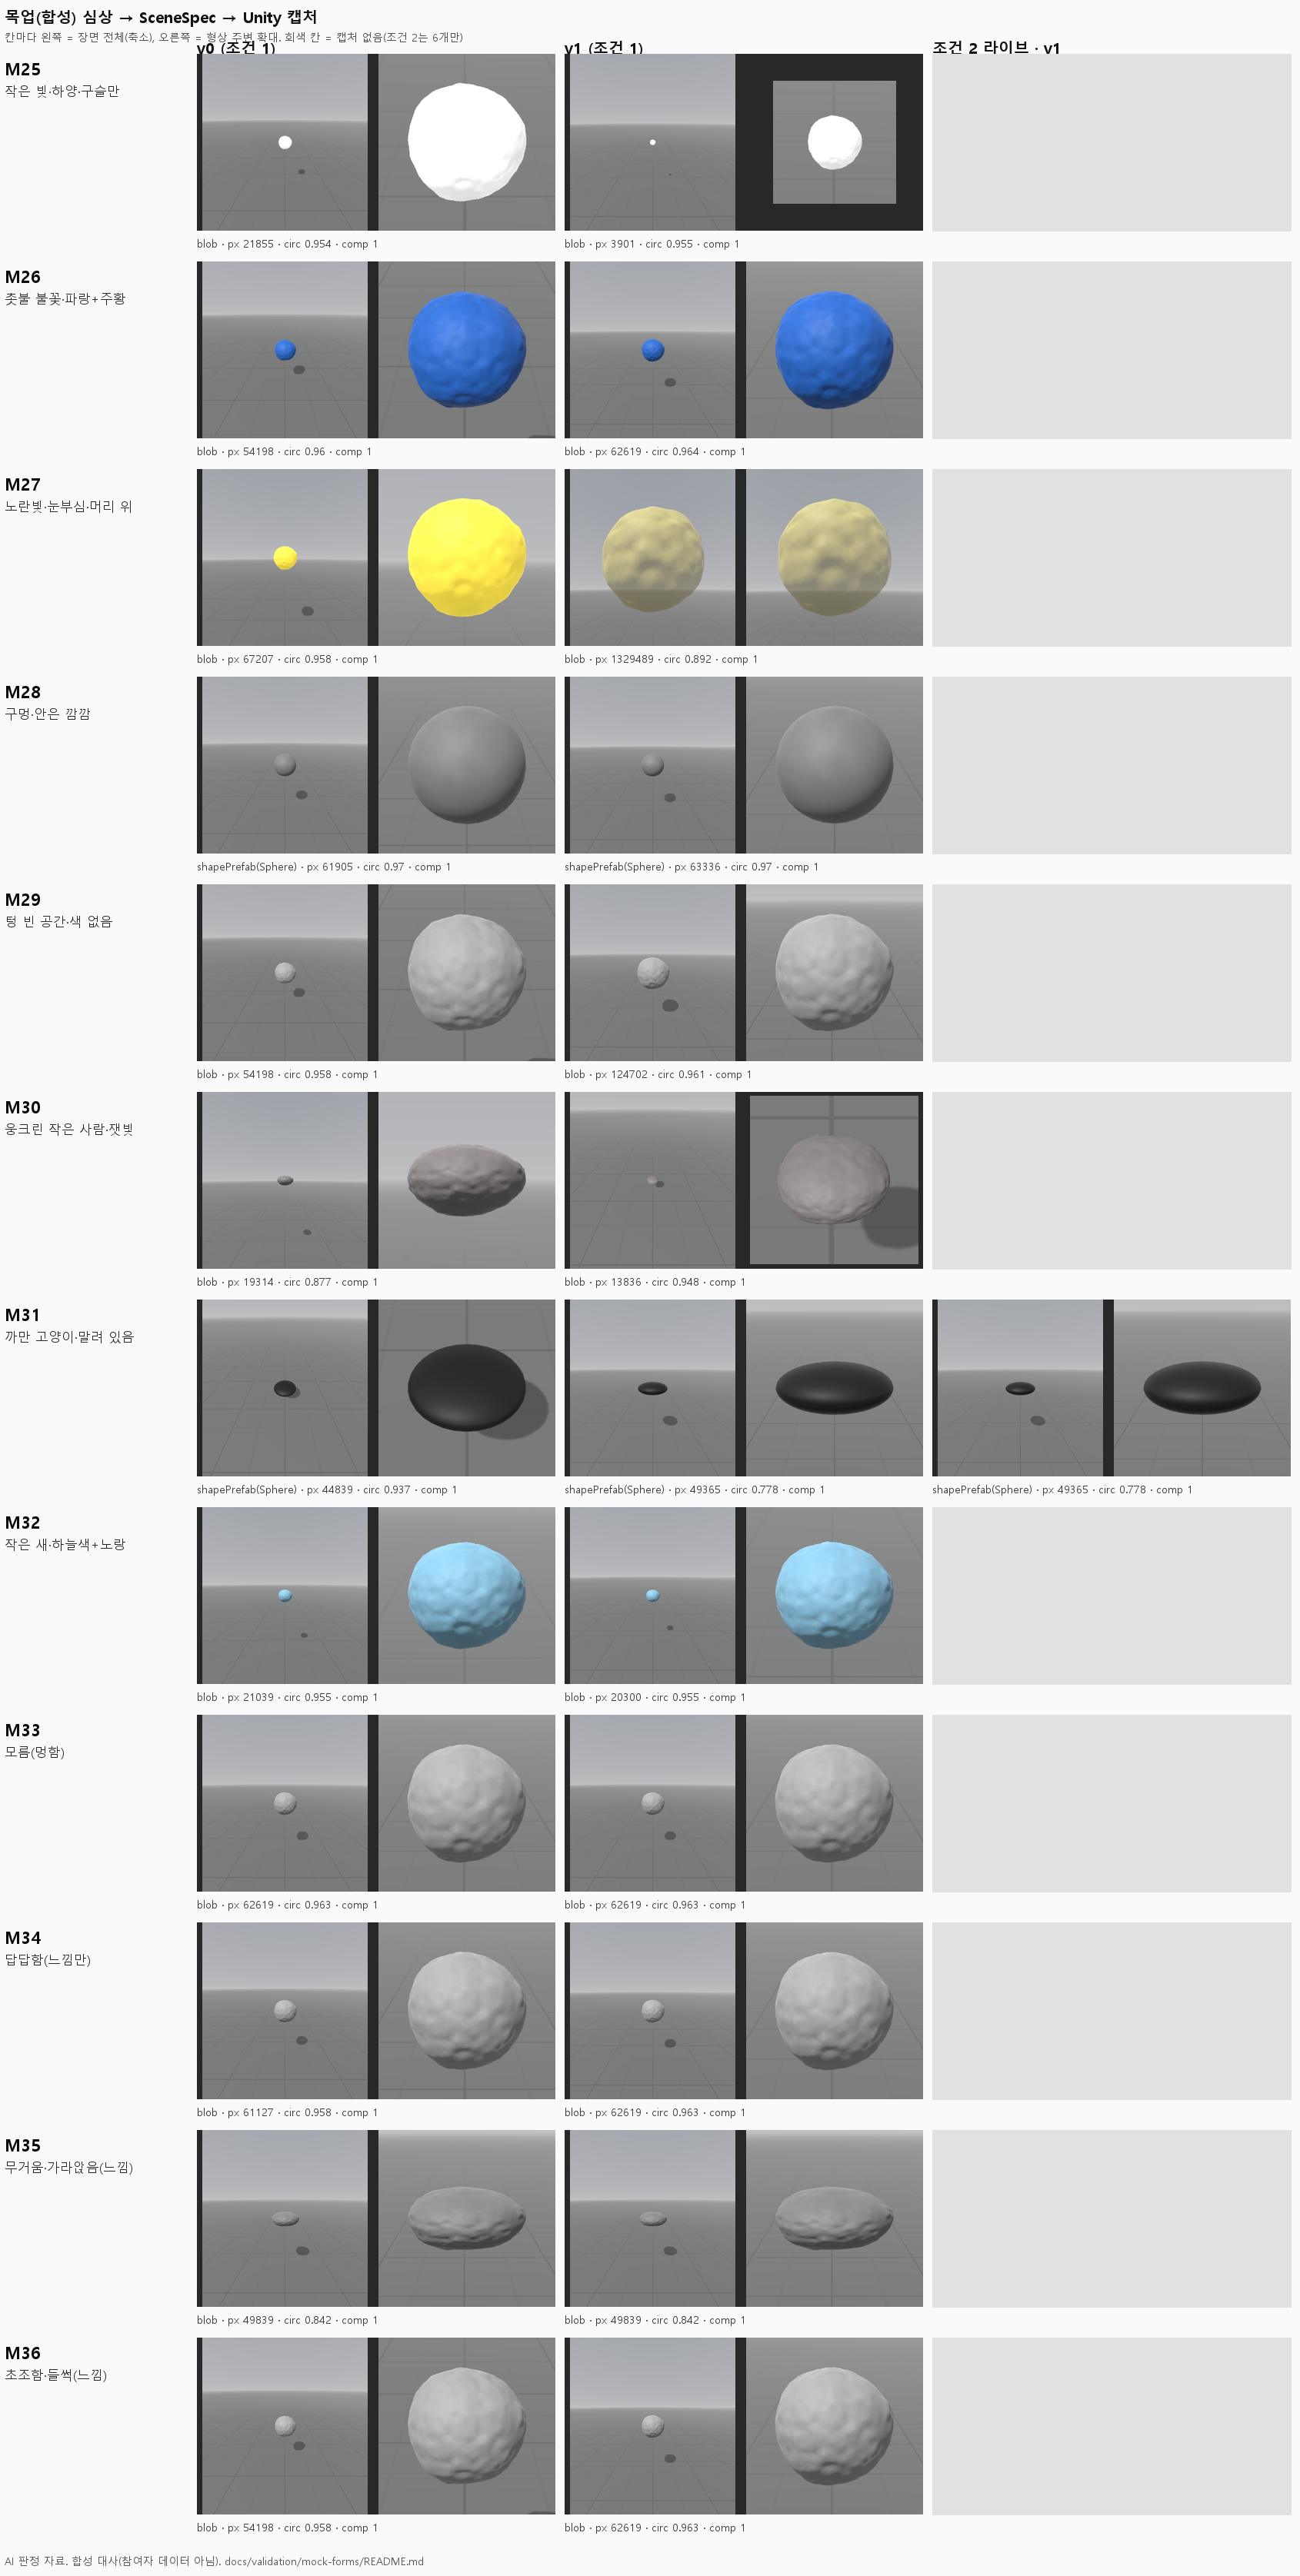 목업(합성) 심상 → SceneSpec → Unity 캡처
칸마다 왼쪽 = 장면 전체(축소), 오른쪽 = 형상 주변 확대. 회색 칸 = 캡처 없음(조건 2는 6개만)
v0 (조건 1)
v1 (조건 1)
조건 2 라이브 · v1
M25
작은 빛·하양·구슬만
blob · px 21855 · circ 0.954 · comp 1
blob · px 3901 · circ 0.955 · comp 1
M26
촛불 불꽃·파랑+주황
blob · px 54198 · circ 0.96 · comp 1
blob · px 62619 · circ 0.964 · comp 1
M27
노란빛·눈부심·머리 위
blob · px 67207 · circ 0.958 · comp 1
blob · px 1329489 · circ 0.892 · comp 1
M28
구멍·안은 깜깜
shapePrefab(Sphere) · px 61905 · circ 0.97 · comp 1
shapePrefab(Sphere) · px 63336 · circ 0.97 · comp 1
M29
텅 빈 공간·색 없음
blob · px 54198 · circ 0.958 · comp 1
blob · px 124702 · circ 0.961 · comp 1
M30
웅크린 작은 사람·잿빛
blob · px 19314 · circ 0.877 · comp 1
blob · px 13836 · circ 0.948 · comp 1
M31
까만 고양이·말려 있음
shapePrefab(Sphere) · px 44839 · circ 0.937 · comp 1
shapePrefab(Sphere) · px 49365 · circ 0.778 · comp 1
shapePrefab(Sphere) · px 49365 · circ 0.778 · comp 1
M32
작은 새·하늘색+노랑
blob · px 21039 · circ 0.955 · comp 1
blob · px 20300 · circ 0.955 · comp 1
M33
모름(멍함)
blob · px 62619 · circ 0.963 · comp 1
blob · px 62619 · circ 0.963 · comp 1
M34
답답함(느낌만)
blob · px 61127 · circ 0.958 · comp 1
blob · px 62619 · circ 0.963 · comp 1
M35
무거움·가라앉음(느낌)
blob · px 49839 · circ 0.842 · comp 1
blob · px 49839 · circ 0.842 · comp 1
M36
초조함·들썩(느낌)
blob · px 54198 · circ 0.958 · comp 1
blob · px 62619 · circ 0.963 · comp 1
AI 판정 자료. 합성 대사(참여자 데이터 아님). docs/validation/mock-forms/README.md